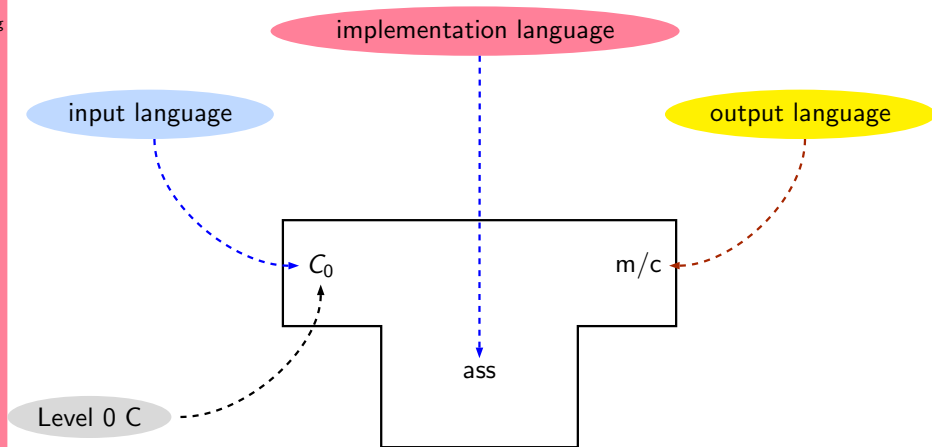 g
implementation language
input language
output language
C₀
m/c
ass
Level 0 C